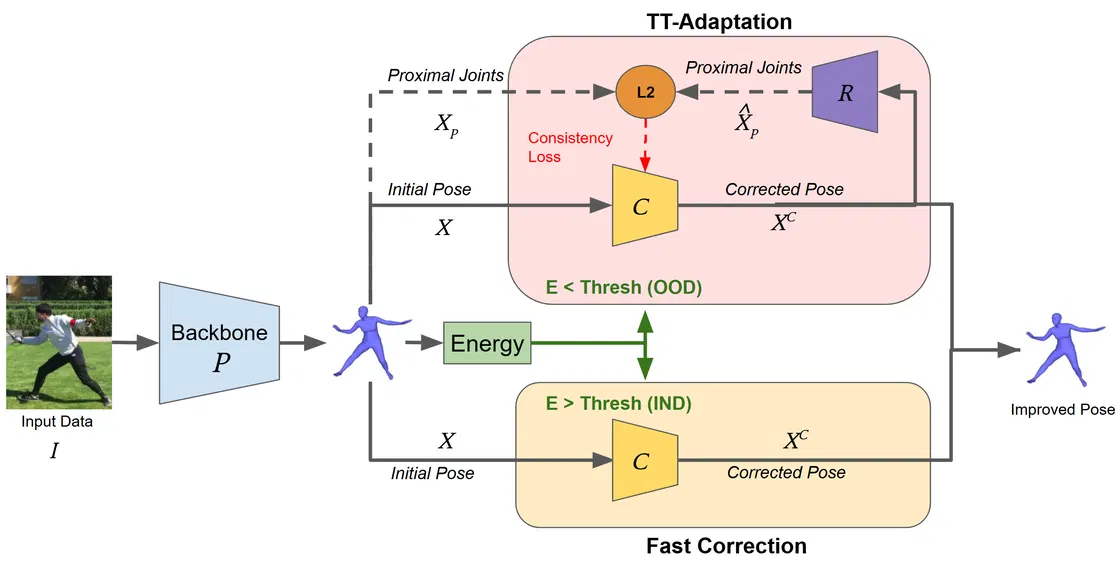 TT-Adaptation
Proximal Joints
X_P
L2
Proximal Joints
X̂_P
R
Consistency
Loss
Initial Pose
X
C
Corrected Pose
X^C
E < Thresh (OOD)
Backbone
P
Energy
Input Data
I
E > Thresh (IND)
X
Initial Pose
C
X^C
Corrected Pose
Improved Pose
Fast Correction